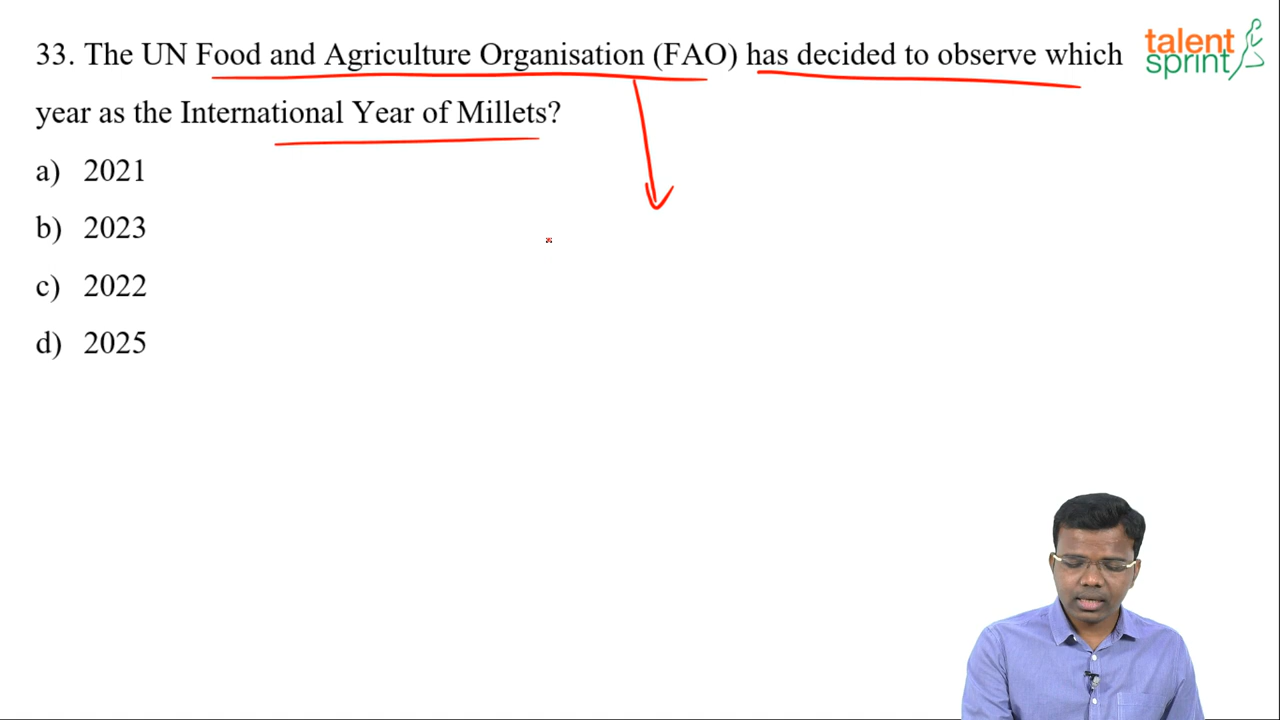 33. The UN Food and Agriculture Organisation (FAO) has decided to observe which
year as the International Year of Millets?
a) 2021
b) 2023
c) 2022
d) 2025
talent
sprint